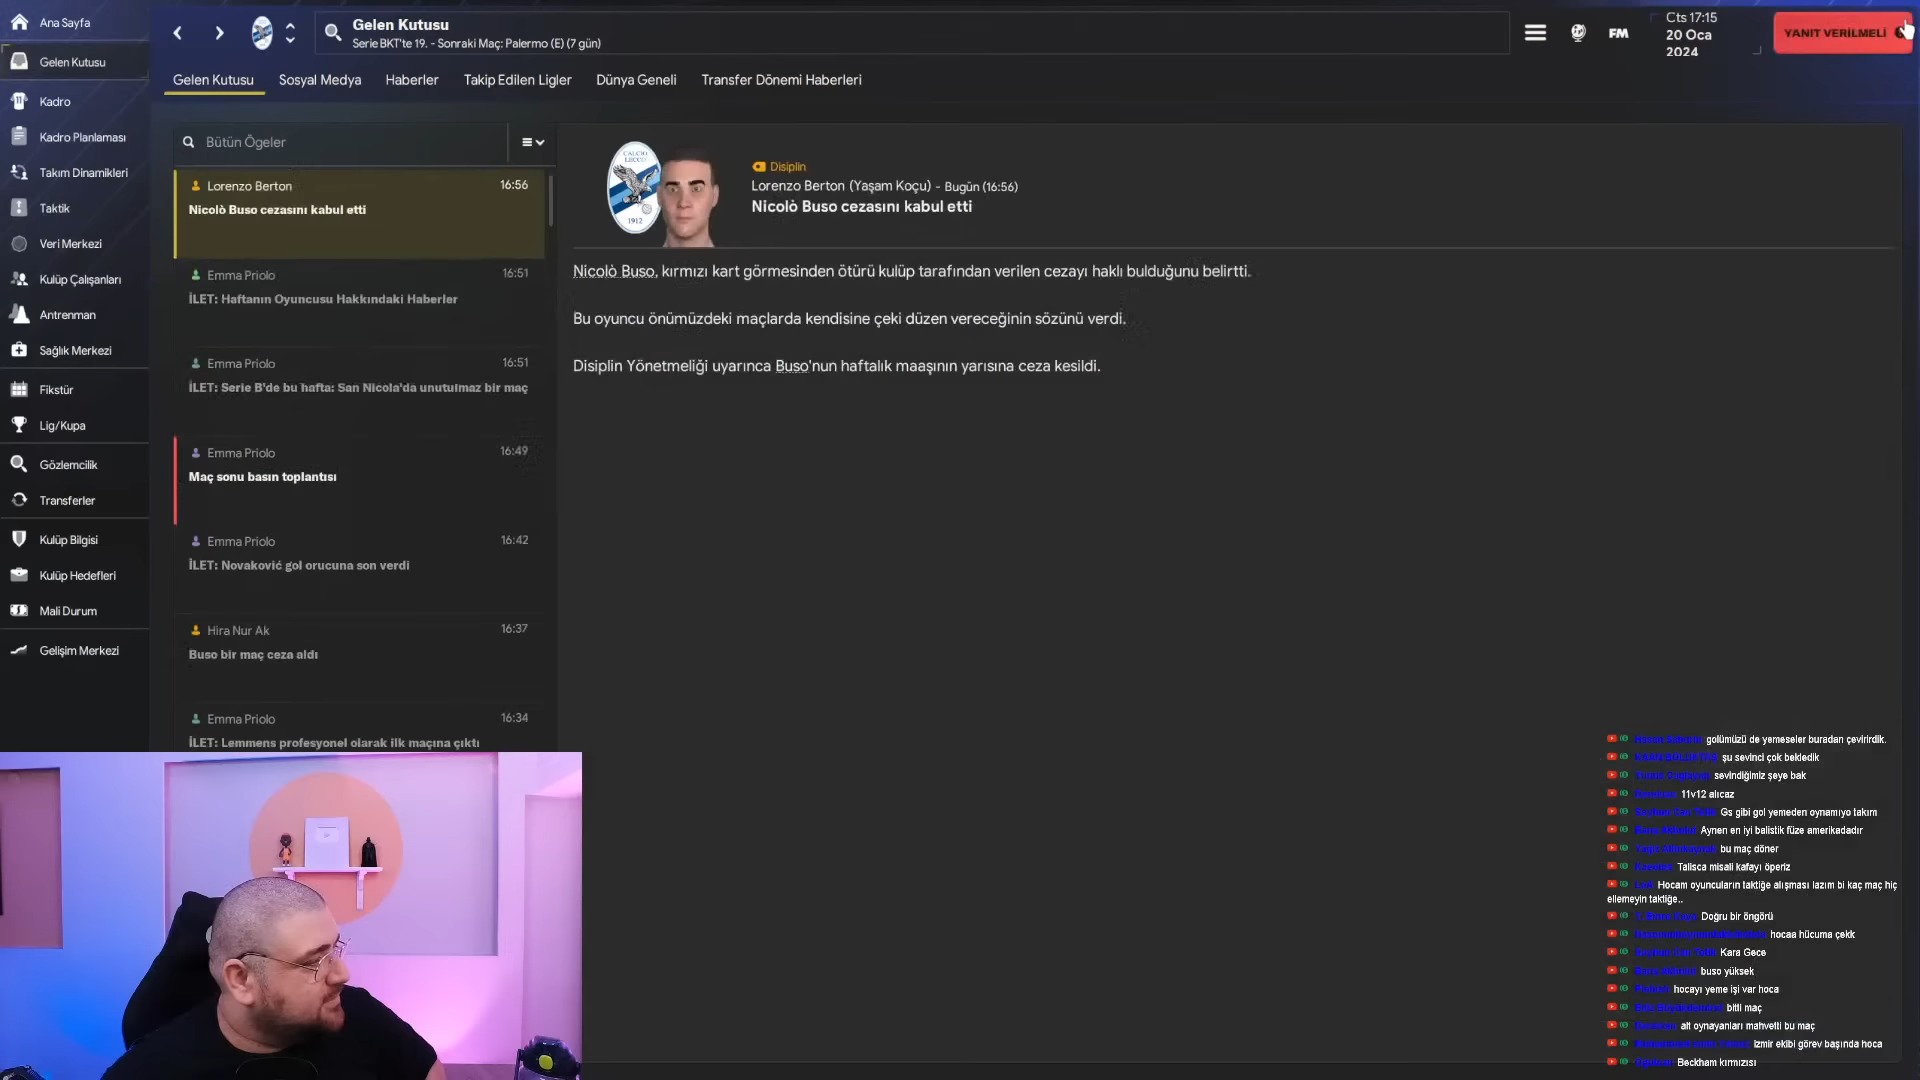 Ana Sayfa
Gelen Kutusu
Kadro
Kadro Planlaması
Takım Dinamikleri
Taktik
Veri Merkezi
Kulüp Çalışanları
Antrenman
Sağlık Merkezi
Fikstür
Lig/Kupa
Gözlemcilik
Transferler
Kulüp Bilgisi
Kulüp Hedefleri
Mali Durum
Gelişim Merkezi
Gelen Kutusu
Serie BKT'te 19. - Sonraki Maç: Palermo (E) (7 gün)
FM
Cts 17:15
20 Oca
2024
YANIT VERİLMELİ
Gelen Kutusu Sosyal Medya Haberler Takip Edilen Ligler Dünya Geneli Transfer Dönemi Haberleri
Bütün Ögeler
Lorenzo Berton 16:56
Nicolò Buso cezasını kabul etti
Emma Priolo 16:51
İLET: Haftanın Oyuncusu Hakkındaki Haberler
Emma Priolo 16:51
İLET: Serie B'de bu hafta: San Nicola'da unutulmaz bir maç
Emma Priolo 16:49
Maç sonu basın toplantısı
Emma Priolo 16:42
İLET: Novaković gol orucuna son verdi
Hira Nur Ak 16:37
Buso bir maç ceza aldı
Emma Priolo 16:34
İLET: Lemmens profesyonel olarak ilk maçına çıktı
CALCIO
LECCO
1912
Disiplin
Lorenzo Berton (Yaşam Koçu) - Bugün (16:56)
Nicolò Buso cezasını kabul etti
Nicolò Buso, kırmızı kart görmesinden ötürü kulüp tarafından verilen cezayı haklı bulduğunu belirtti.
Bu oyuncu önümüzdeki maçlarda kendisine çeki düzen vereceğinin sözünü verdi.
Disiplin Yönetmeliği uyarınca Buso'nun haftalık maaşının yarısına ceza kesildi.
golümüzü de yemeseler buradan çevirirdik.
şu sevinci çok bekledik
sevindiğimiz şeye bak
11v12 alıcaz
Gs gibi gol yemeden oynamıyo takım
Aynen en iyi balistik füze amerikadadır
bu maç döner
Talisca misali kafayı öperiz
Hocam oyuncuların taktiğe alışması lazım bi kaç maç hiç
ellemeyin taktiğe..
Doğru bir öngörü
hocaa hücuma çekk
Kara Gece
buso yüksek
hocayı yeme işi var hoca
bitli maç
alt oynayanları mahvetti bu maç
izmir ekibi görev başında hoca
Beckham kırmızısı